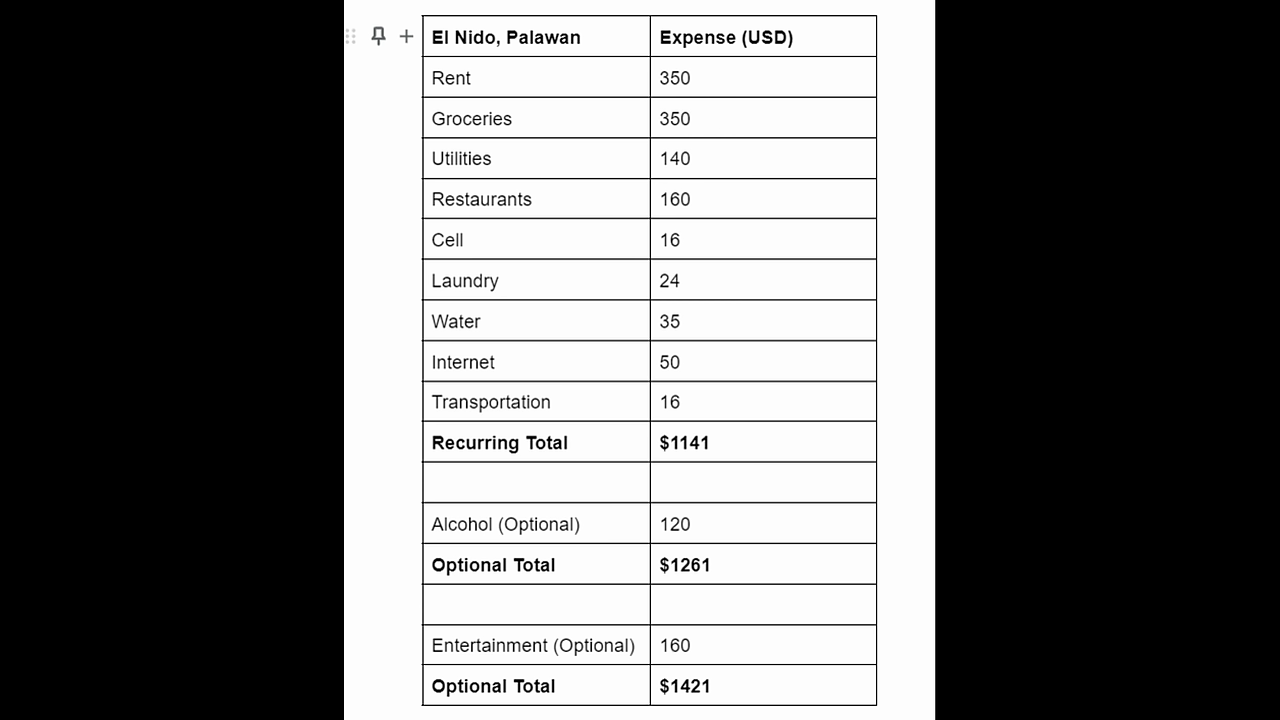 El Nido, Palawan Expense (USD)
Rent 350
Groceries 350
Utilities 140
Restaurants 160
Cell 16
Laundry 24
Water 35
Internet 50
Transportation 16
Recurring Total $1141
Alcohol (Optional) 120
Optional Total $1261
Entertainment (Optional) 160
Optional Total $1421